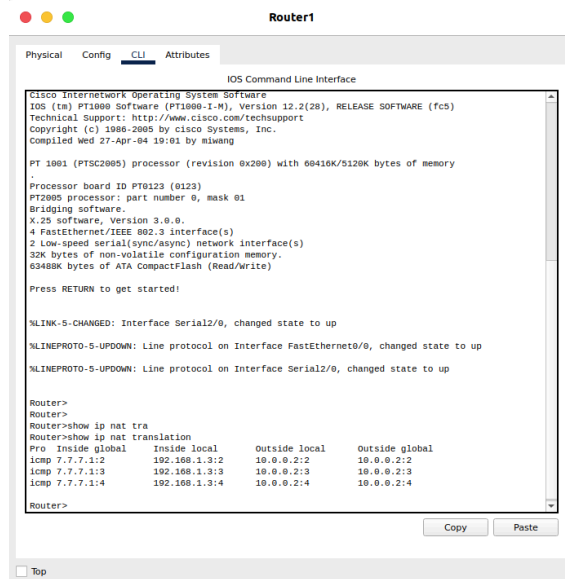 Router1
Physical Config CLI Attributes
IOS Command Line Interface
Cisco Internetwork Operating System Software
IOS (tm) PT1000 Software (PT1000-I-M), Version 12.2(28), RELEASE SOFTWARE (fc5)
Technical Support: http://www.cisco.com/techsupport
Copyright (c) 1986-2005 by cisco Systems, Inc.
Compiled Wed 27-Apr-04 19:01 by miwang
PT 1001 (PTSC2005) processor (revision 0x200) with 60416K/5120K bytes of memory
.
Processor board ID PT0123 (0123)
PT2005 processor: part number 0, mask 01
Bridging software.
X.25 software, Version 3.0.0.
4 FastEthernet/IEEE 802.3 interface(s)
2 Low-speed serial(sync/async) network interface(s)
32K bytes of non-volatile configuration memory.
63488K bytes of ATA CompactFlash (Read/Write)
Press RETURN to get started!
%LINK-5-CHANGED: Interface Serial2/0, changed state to up
%LINEPROTO-5-UPDOWN: Line protocol on Interface FastEthernet0/0, changed state to up
%LINEPROTO-5-UPDOWN: Line protocol on Interface Serial2/0, changed state to up
Router>
Router>
Router>show ip nat tra
Router>show ip nat translation
Pro Inside global Inside local Outside local Outside global
icmp 7.7.7.1:2 192.168.1.3:2 10.0.0.2:2 10.0.0.2:2
icmp 7.7.7.1:3 192.168.1.3:3 10.0.0.2:3 10.0.0.2:3
icmp 7.7.7.1:4 192.168.1.3:4 10.0.0.2:4 10.0.0.2:4
Router>
Copy Paste
Top